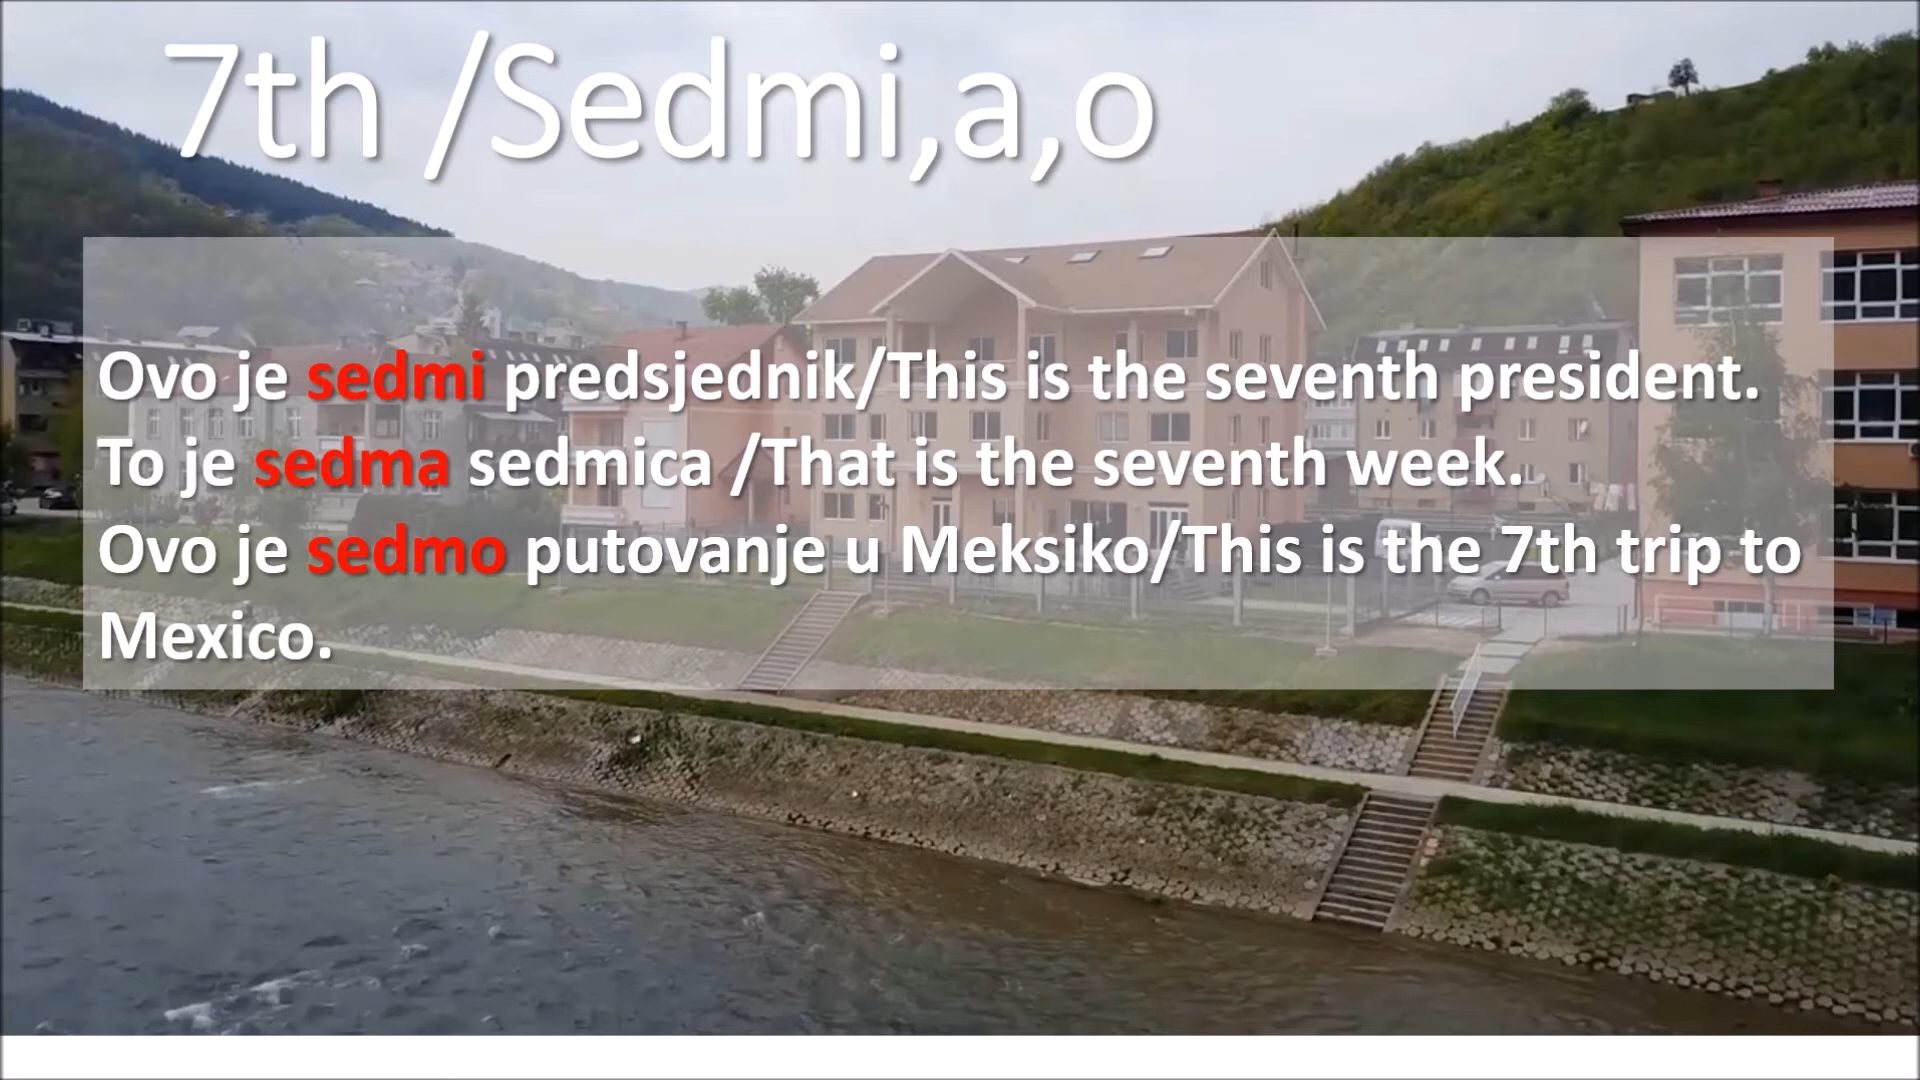 7th /Sedmi,a,o
Ovo je sedmi predsjednik/This is the seventh president.
To je sedma sedmica /That is the seventh week.
Ovo je sedmo putovanje u Meksiko/This is the 7th trip to
Mexico.